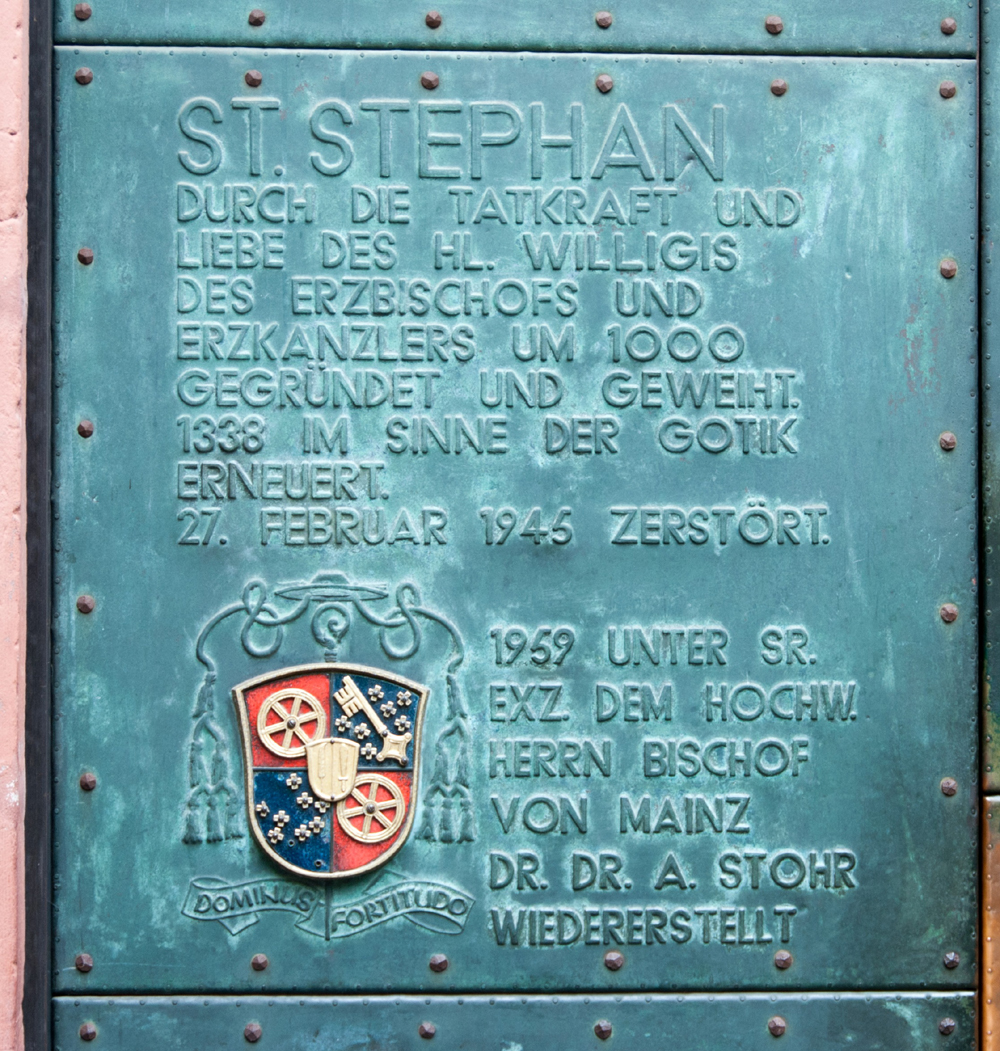 ST. STEPHAN
DURCH DIE TATKRAFT UND
LIEBE DES HL. WILLIGIS
DES ERZBISCHOFS UND
ERZKANZLERS UM 1000
GEGRÜNDET UND GEWEIHT.
1338 IM SINNE DER GOTIK
ERNEUERT.
27. FEBRUAR 1945 ZERSTÖRT.
1959 UNTER SR.
EXZ. DEM HOCHW.
HERRN BISCHOF
VON MAINZ
DR. DR. A. STOHR
WIEDERERSTELLT
DOMINUS FORTITUDO